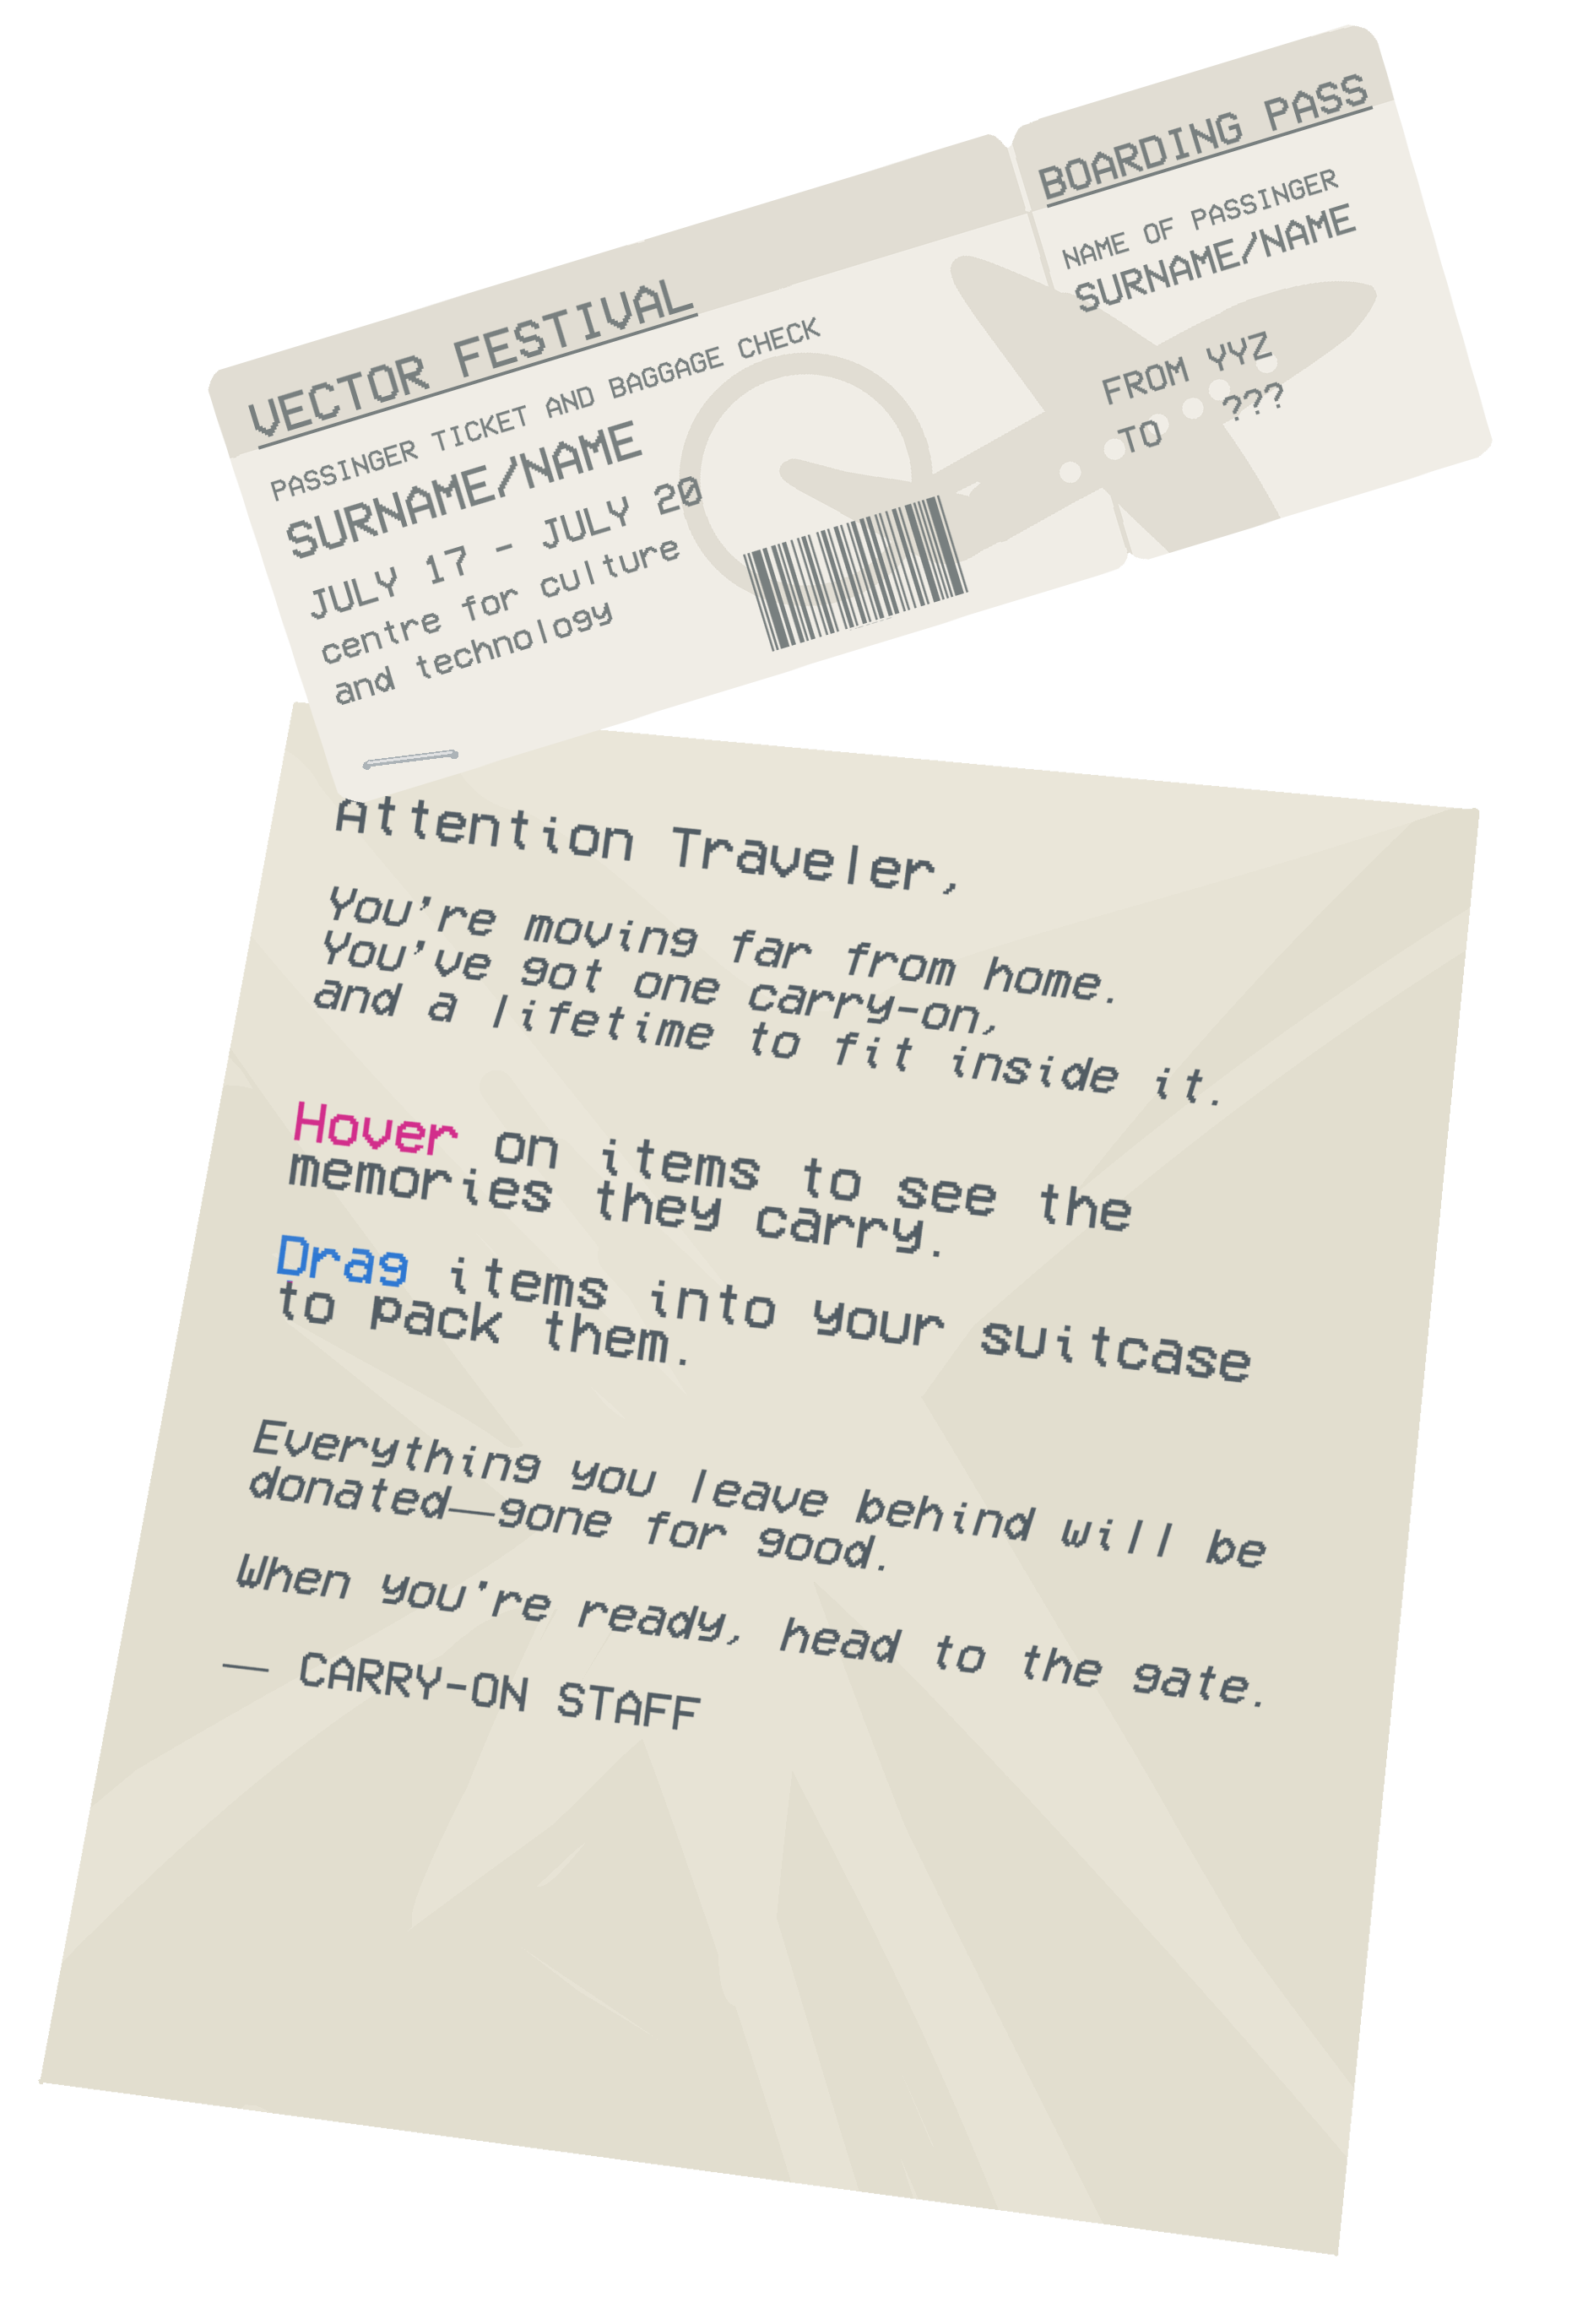 VECTOR FESTIVAL
PASSINGER TICKET AND BAGGAGE CHECK
SURNAME/NAME
JULY 17 - JULY 20
centre for culture
and technology
BOARDING PASS
NAME OF PASSINGER
SURNAME/NAME
FROM YYZ
TO ???
Attention Traveler,
You're moving far from home.
You've got one carry-on,
and a lifetime to fit inside it.
Hover on items to see the
memories they carry.
Drag items into your suitcase
to pack them.
Everything you leave behind will be
donated—gone for good.
When you're ready, head to the gate.
— CARRY-ON STAFF